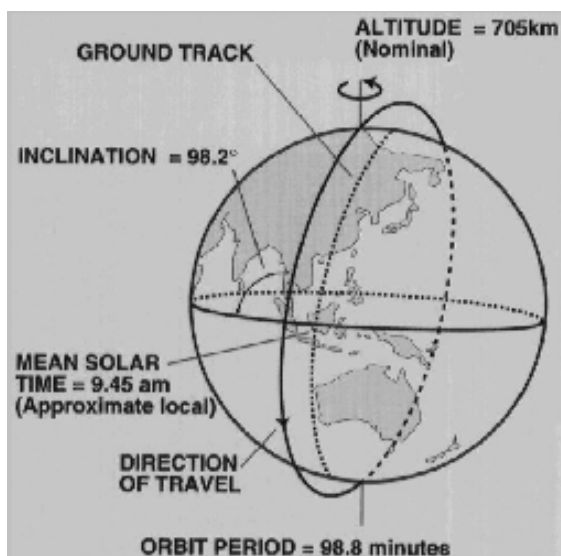 ALTITUDE = 705km
(Nominal)
GROUND TRACK
INCLINATION = 98.2°
MEAN SOLAR
TIME = 9.45 am
(Approximate local)
DIRECTION
OF TRAVEL
ORBIT PERIOD = 98.8 minutes